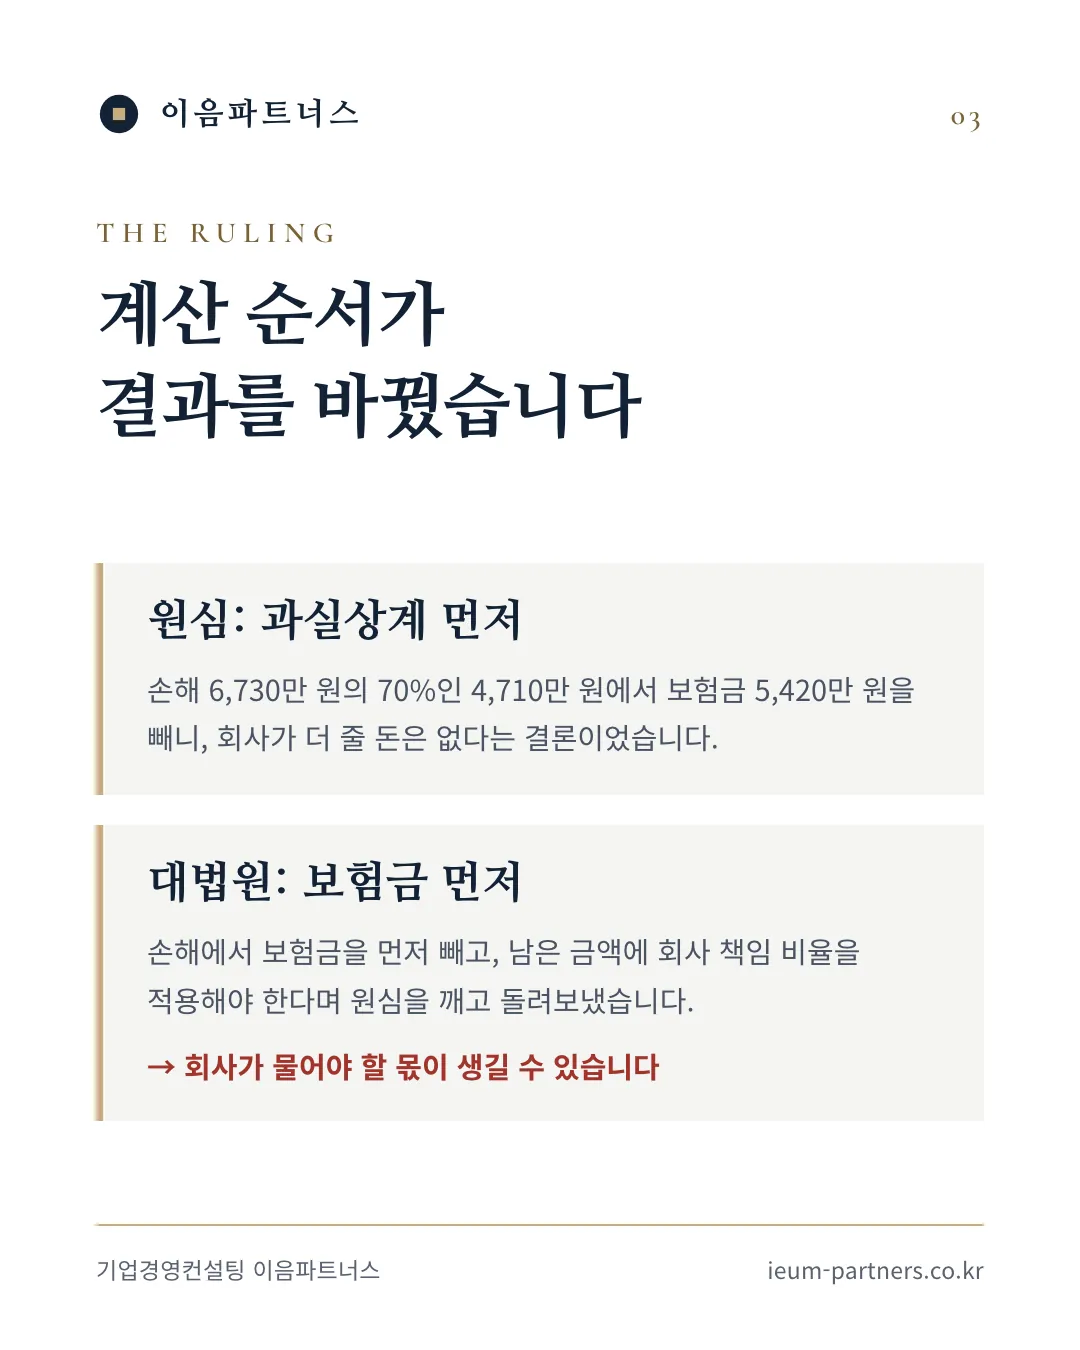 이음파트너스
03
THE RULING
계산 순서가
결과를 바꿨습니다
원심: 과실상계 먼저
손해 6,730만 원의 70%인 4,710만 원에서 보험금 5,420만 원을
빼니, 회사가 더 줄 돈은 없다는 결론이었습니다.
대법원: 보험금 먼저
손해에서 보험금을 먼저 빼고, 남은 금액에 회사 책임 비율을
적용해야 한다며 원심을 깨고 돌려보냈습니다.
→ 회사가 물어야 할 몫이 생길 수 있습니다
기업경영컨설팅 이음파트너스
ieum-partners.co.kr